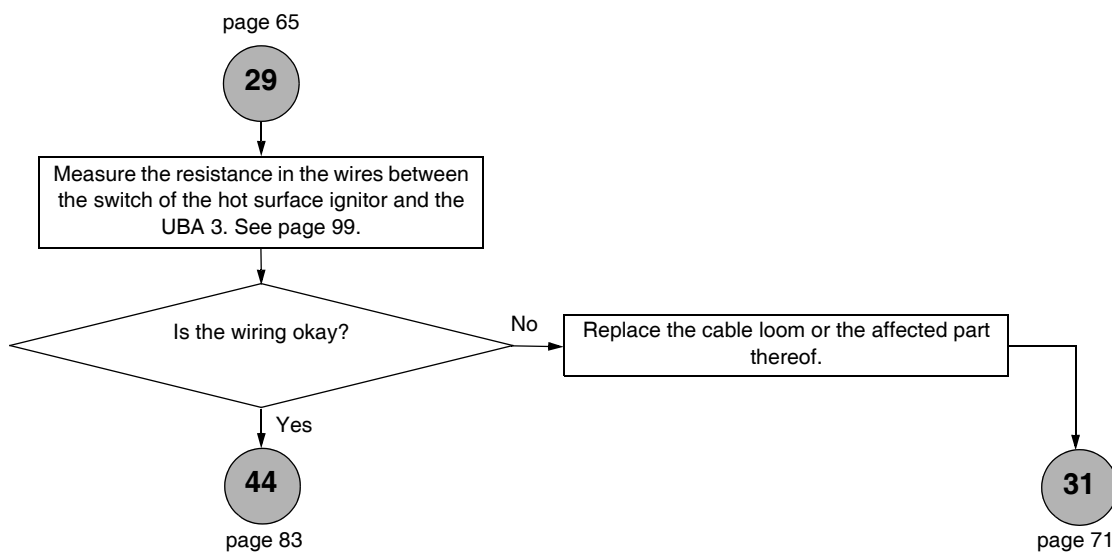 page 65
29
Measure the resistance in the wires between
the switch of the hot surface ignitor and the
UBA 3. See page 99.
Is the wiring okay?
No
Replace the cable loom or the affected part
thereof.
Yes
44
page 83
31
page 71